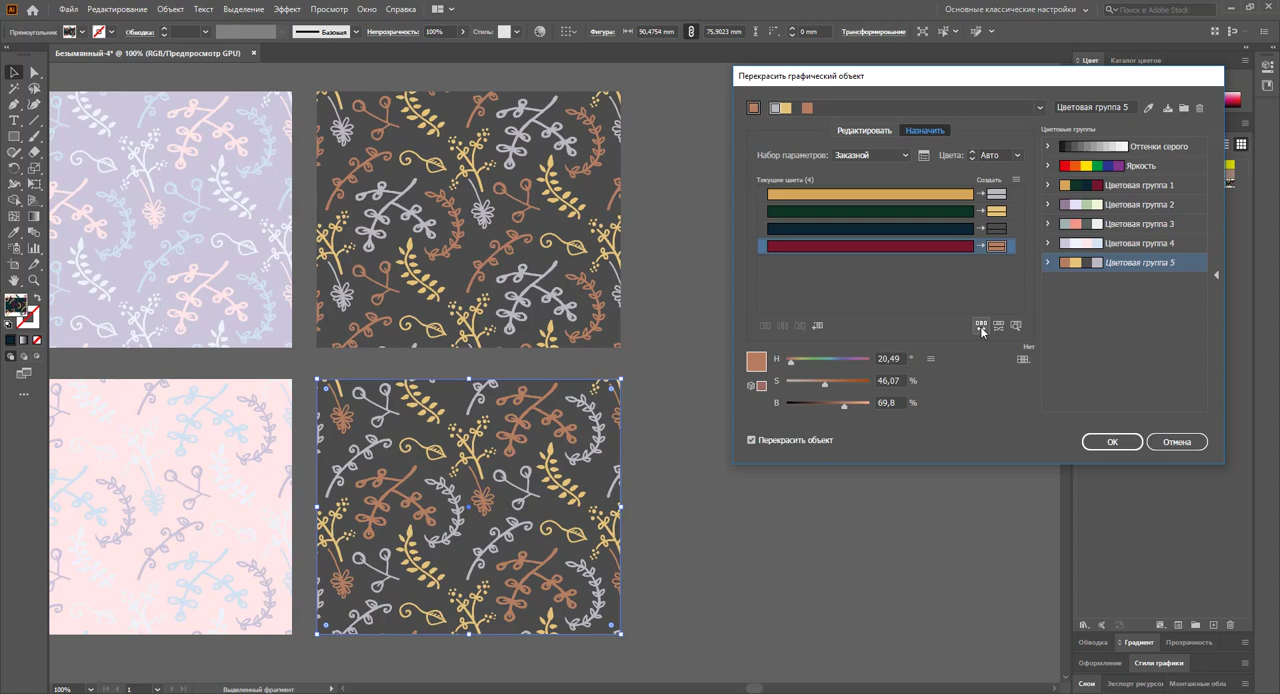 Ai
Файл Редактирование Объект Текст Выделение Эффект Просмотр Окно Справка
Основные классические настройки
Поиск в Adobe Stock
Прямоугольник
Обводка:
Базовая
Непрозрачность: 100%
Стиль:
Фигура:
90,4754 mm
75,9023 mm
0 mm
Трансформирование
Безымянный-4* @ 100% (RGB/Предпросмотр GPU)
Цвет Каталог цветов
Перекрасить графический объект
Цветовая группа 5
Редактировать Назначить
Цветовые группы
Набор параметров: Заказной
Цвета: Авто
Текущие цвета (4)
Создать
Оттенки серого
Яркость
Цветовая группа 1
Цветовая группа 2
Цветовая группа 3
Цветовая группа 4
Цветовая группа 5
Нет
H 20,49 °
S 46,07 %
B 69,8 %
Перекрасить объект
OK
Отмена
Обводка Градиент Прозрачность
Оформление Стили графики
Слои Экспорт ресурсо Монтажные обла
100%
1
Выделенный фрагмент